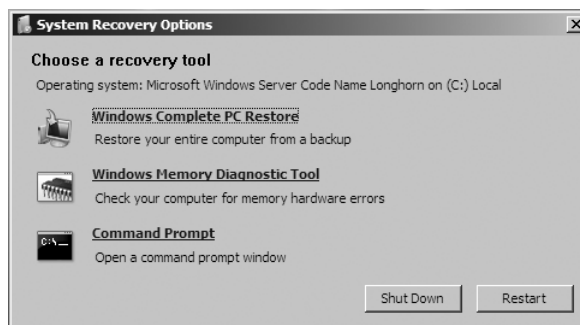 System Recovery Options
Choose a recovery tool
Operating system: Microsoft Windows Server Code Name Longhorn on (C:) Local
Windows Complete PC Restore
Restore your entire computer from a backup
Windows Memory Diagnostic Tool
Check your computer for memory hardware errors
C:\_
Command Prompt
Open a command prompt window
Shut Down
Restart